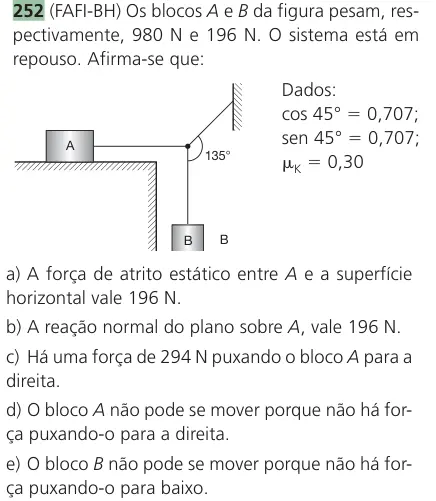 252 (FAFI-BH) Os blocos A e B da figura pesam, res-
pectivamente, 980 N e 196 N. O sistema está em
repouso. Afirma-se que:
Dados:
cos 45° = 0,707;
sen 45° = 0,707;
μK = 0,30
A
135°
B
B
a) A força de atrito estático entre A e a superfície
horizontal vale 196 N.
b) A reação normal do plano sobre A, vale 196 N.
c) Há uma força de 294 N puxando o bloco A para a
direita.
d) O bloco A não pode se mover porque não há for-
ça puxando-o para a direita.
e) O bloco B não pode se mover porque não há for-
ça puxando-o para baixo.